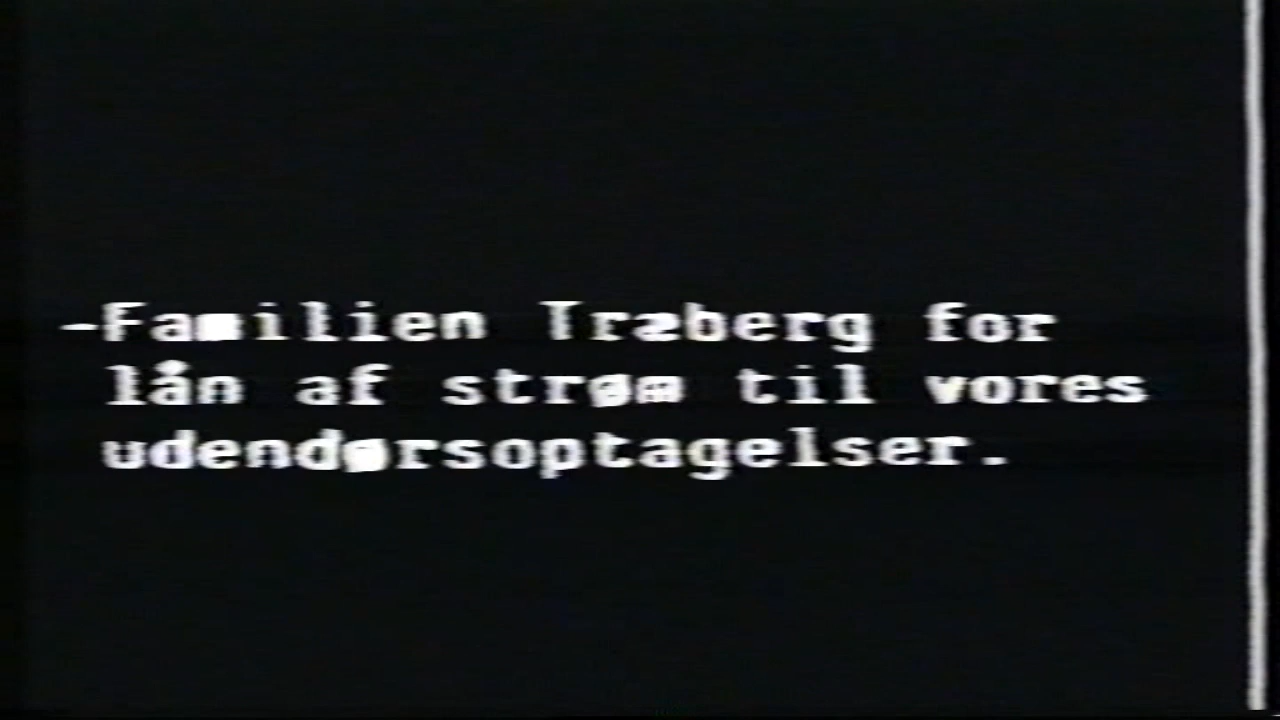 -Familien Træberg for
lån af strøm til vores
udendørsoptagelser.